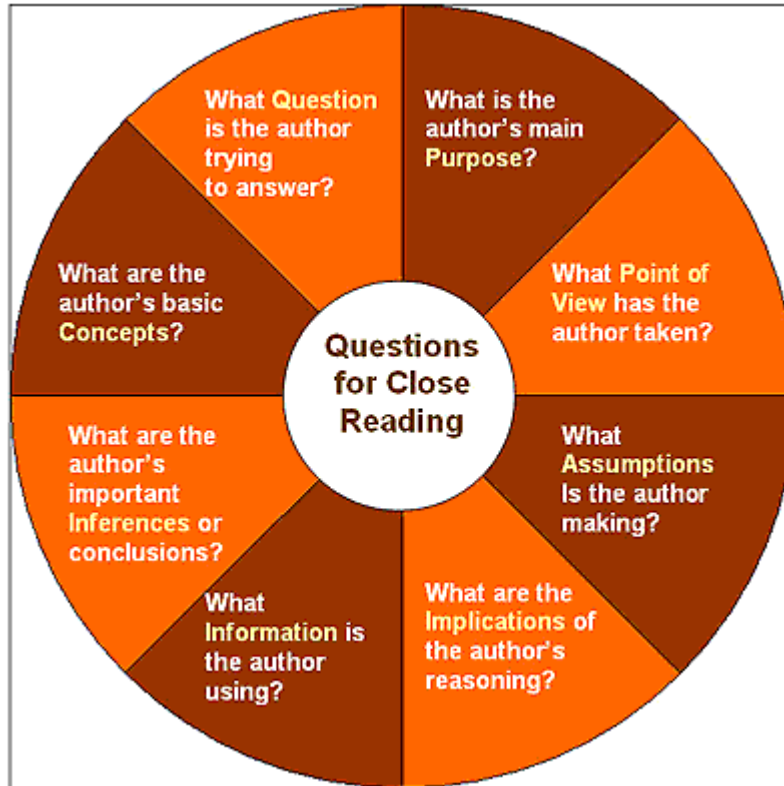 Questions
for Close
Reading
What is the
author's main
Purpose?
What Point of
View has the
author taken?
What
Assumptions
Is the author
making?
What are the
Implications of
the author's
reasoning?
What
Information is
the author
using?
What are the
author's
important
Inferences or
conclusions?
What are the
author's basic
Concepts?
What Question
is the author
trying
to answer?